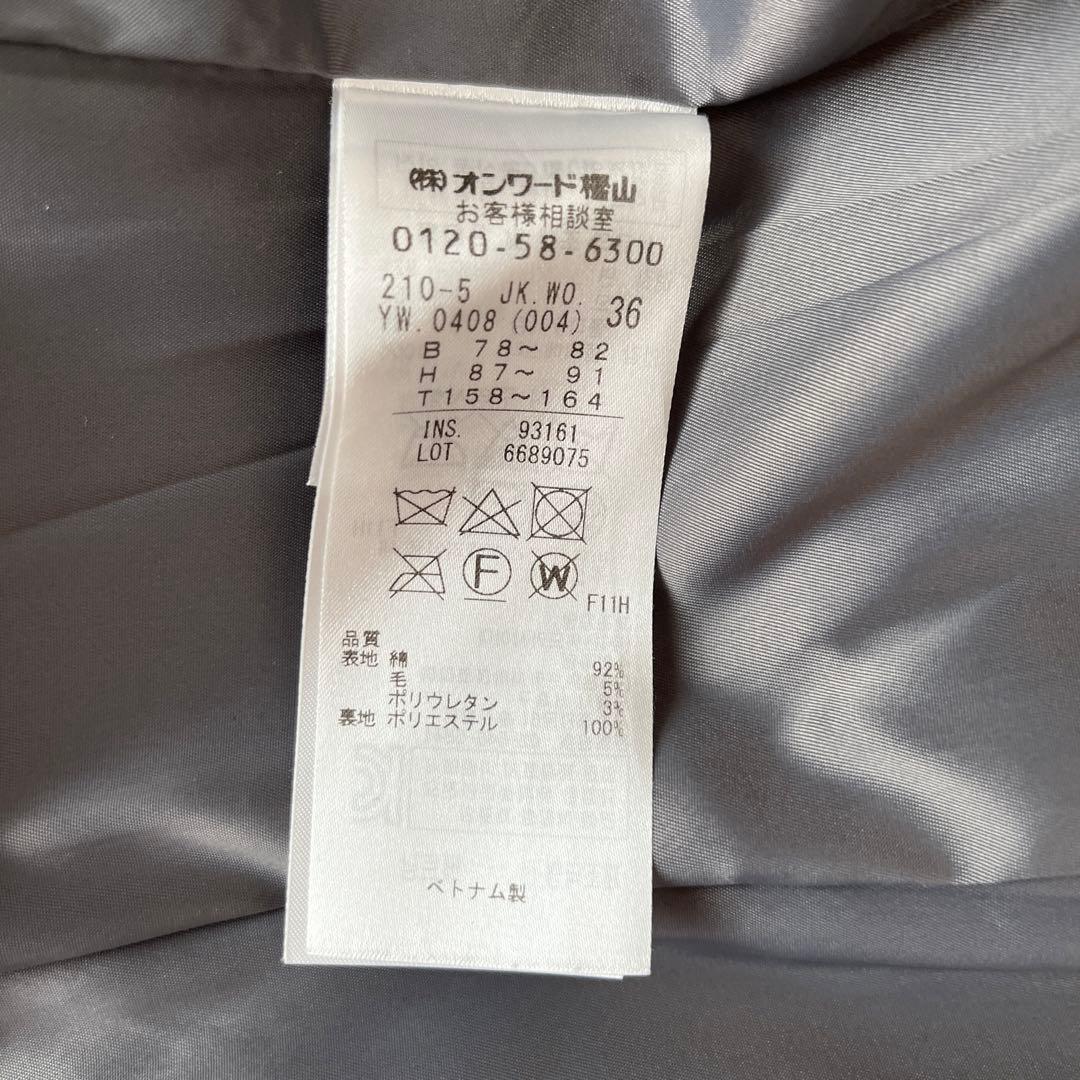 (株)オンワード樫山
お客様相談室
0120-58-6300
210-5 JK.WO. 36
YW.0408 (004)
B 78〜 82
H 87〜 91
T158〜164
INS. 93161
LOT 6689075
F
W
F11H
品質
表地 綿 92%
毛 5%
ポリウレタン 3%
裏地 ポリエステル 100%
ベトナム製